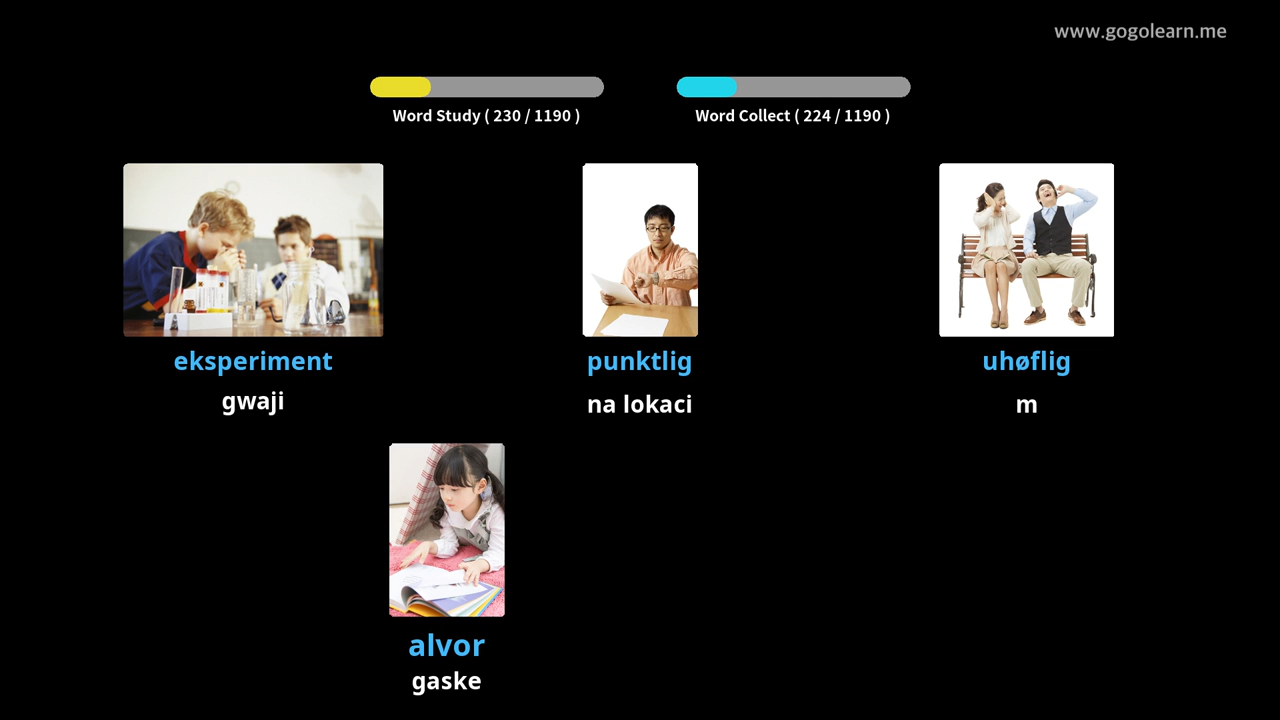 www.gogolearn.me
Word Study ( 230 / 1190 )
Word Collect ( 224 / 1190 )
eksperiment
gwaji
punktlig
na lokaci
uhøflig
m
alvor
gaske